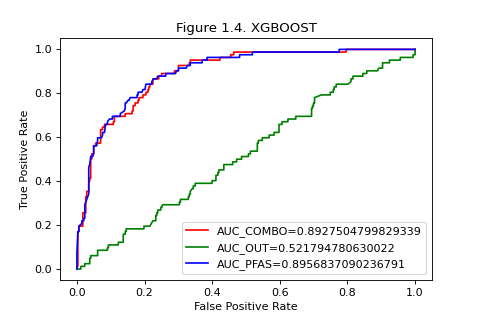 Figure 1.4. XGBOOST
True Positive Rate
1.0
0.8
0.6
0.4
0.2
0.0
AUC_COMBO=0.8927504799829339
AUC_OUT=0.521794780630022
AUC_PFAS=0.8956837090236791
0.0 0.2 0.4 0.6 0.8 1.0
False Positive Rate